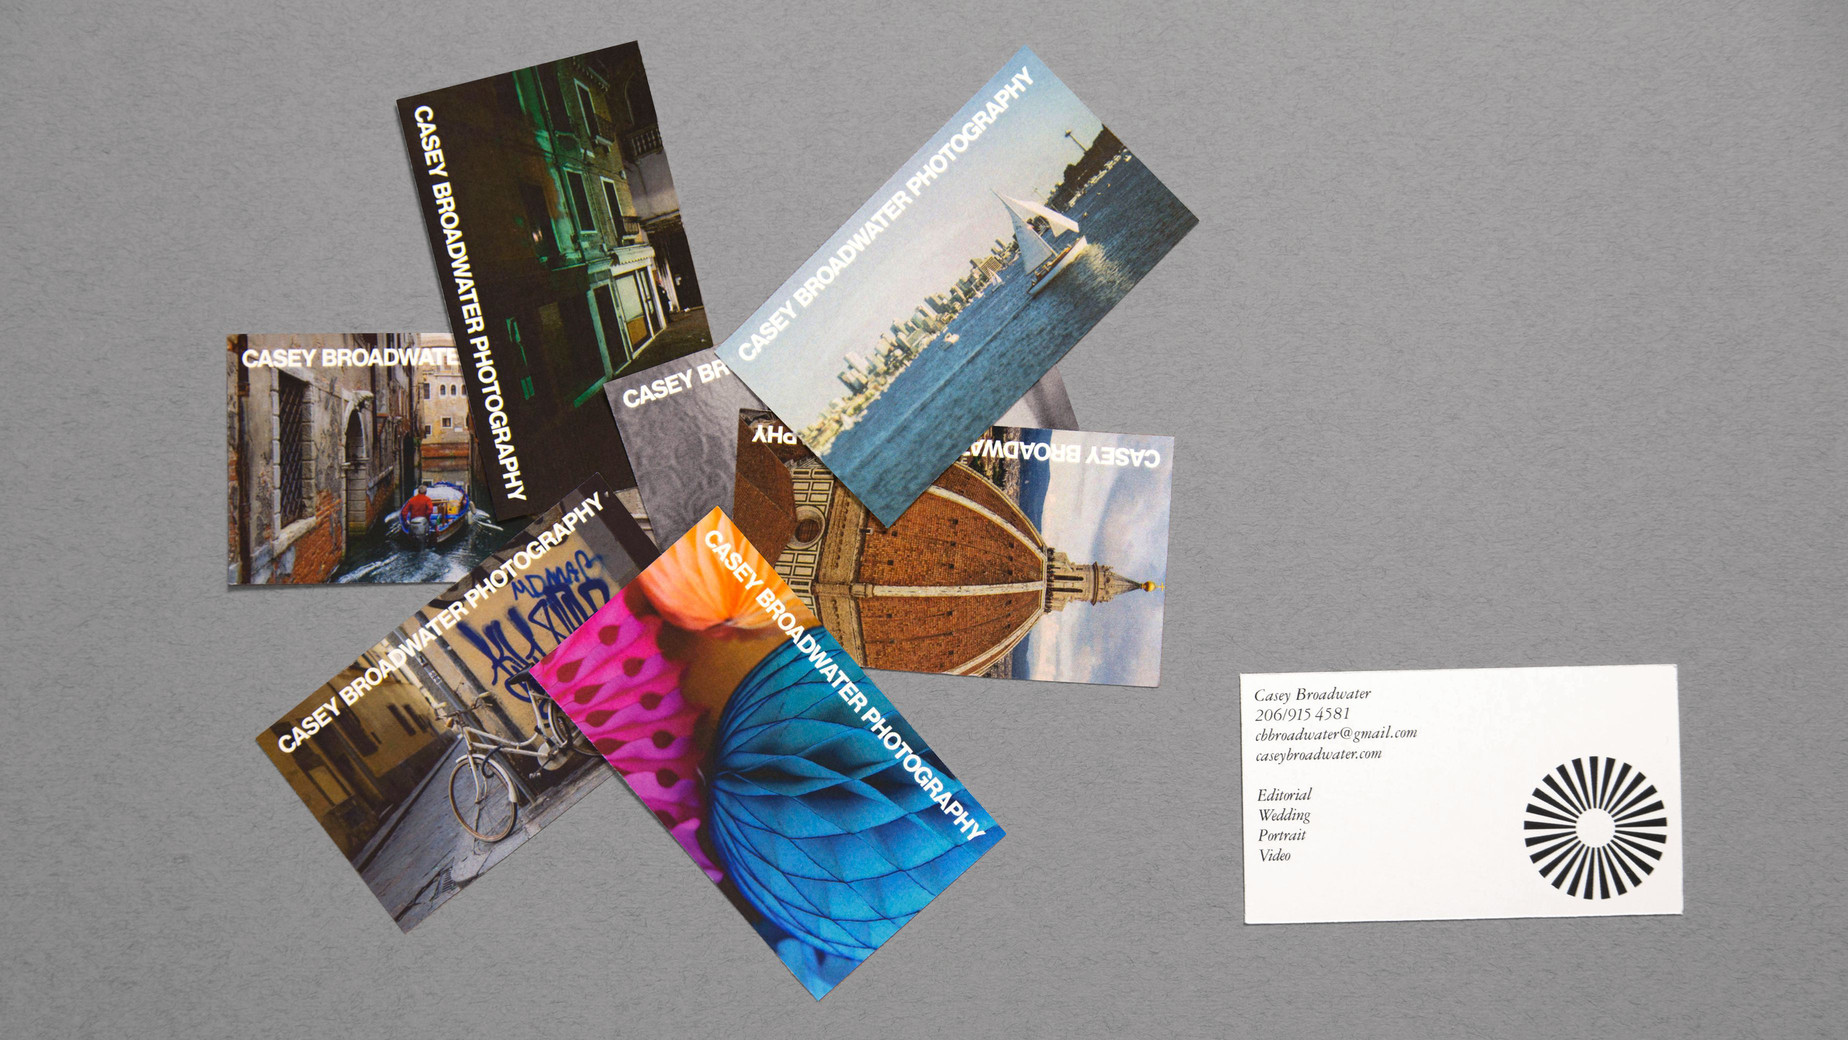 CASEY BROADWATER PHOTOGRAPHY
CASEY BROADWATER PHOTOGRAPHY
CASEY BROADWATE
CASEY BR
PHY
CASEY BROADWA
CASEY BROADWATER PHOTOGRAPHY
CASEY BROADWATER PHOTOGRAPHY
Casey Broadwater
206/915 4581
cbbroadwater@gmail.com
caseybroadwater.com
Editorial
Wedding
Portrait
Video